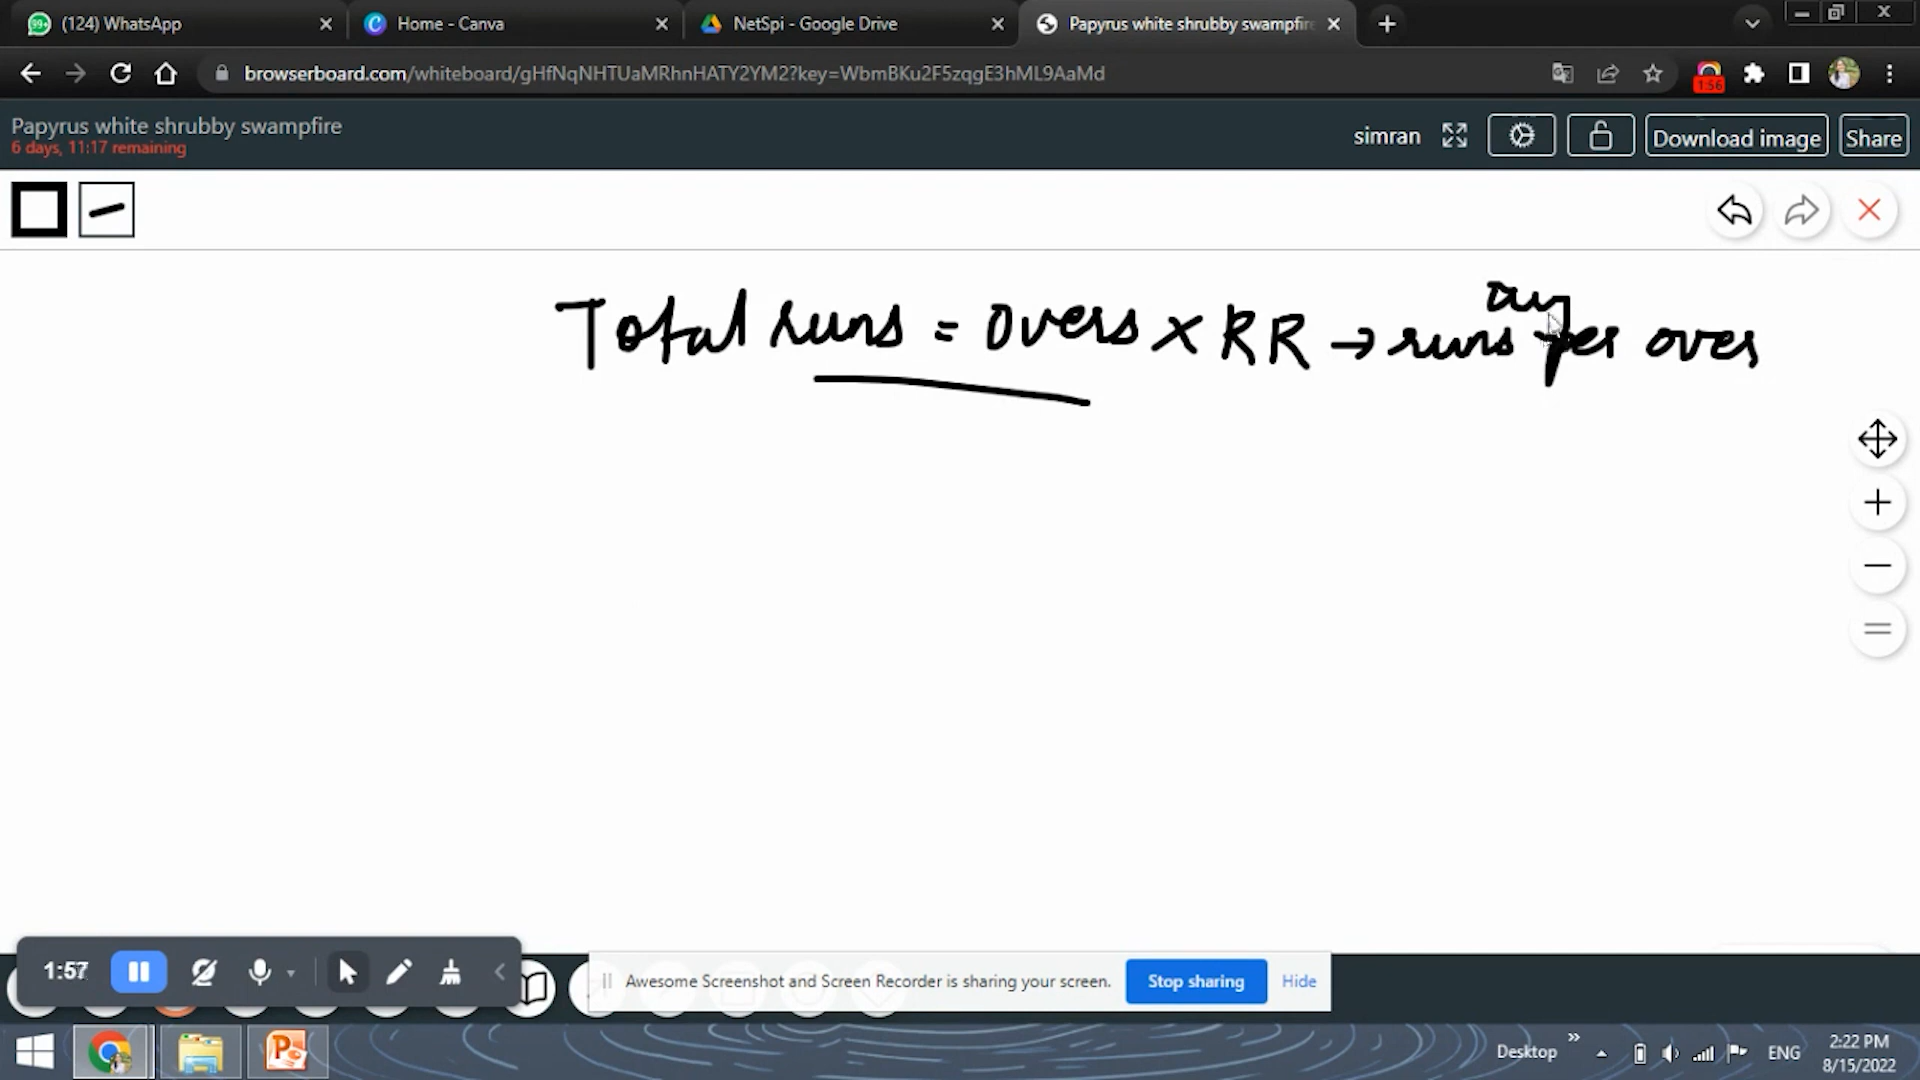 (124) WhatsApp
Home - Canva
NetSpi - Google Drive
Papyrus white shrubby swampfire
browserboard.com/whiteboard/gHfNqNHTUaMRhnHATY2YM2?key=WbmBKu2F5zqgE3hML9AaMd
1:56
Papyrus white shrubby swampfire
6 days, 11:17 remaining
simran
Download image
Share
avg
Total runs = overs × RR → runs per over
1:57
Awesome Screenshot and Screen Recorder is sharing your screen.
Stop sharing
Hide
Desktop
ENG
2:22 PM
8/15/2022